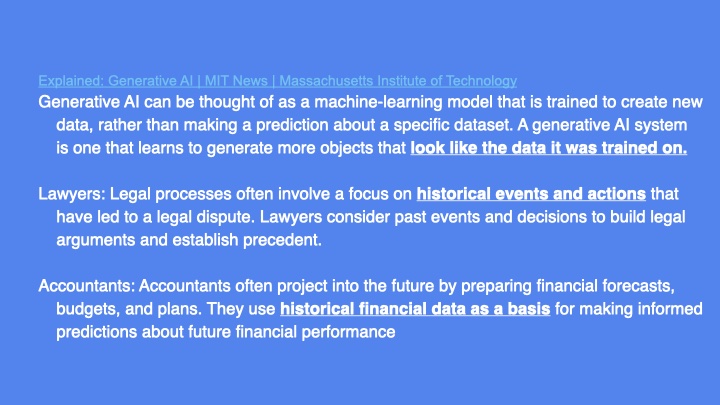 Explained: Generative AI | MIT News | Massachusetts Institute of Technology
Generative AI can be thought of as a machine-learning model that is trained to create new
data, rather than making a prediction about a specific dataset. A generative AI system
is one that learns to generate more objects that look like the data it was trained on.
Lawyers: Legal processes often involve a focus on historical events and actions that
have led to a legal dispute. Lawyers consider past events and decisions to build legal
arguments and establish precedent.
Accountants: Accountants often project into the future by preparing financial forecasts,
budgets, and plans. They use historical financial data as a basis for making informed
predictions about future financial performance